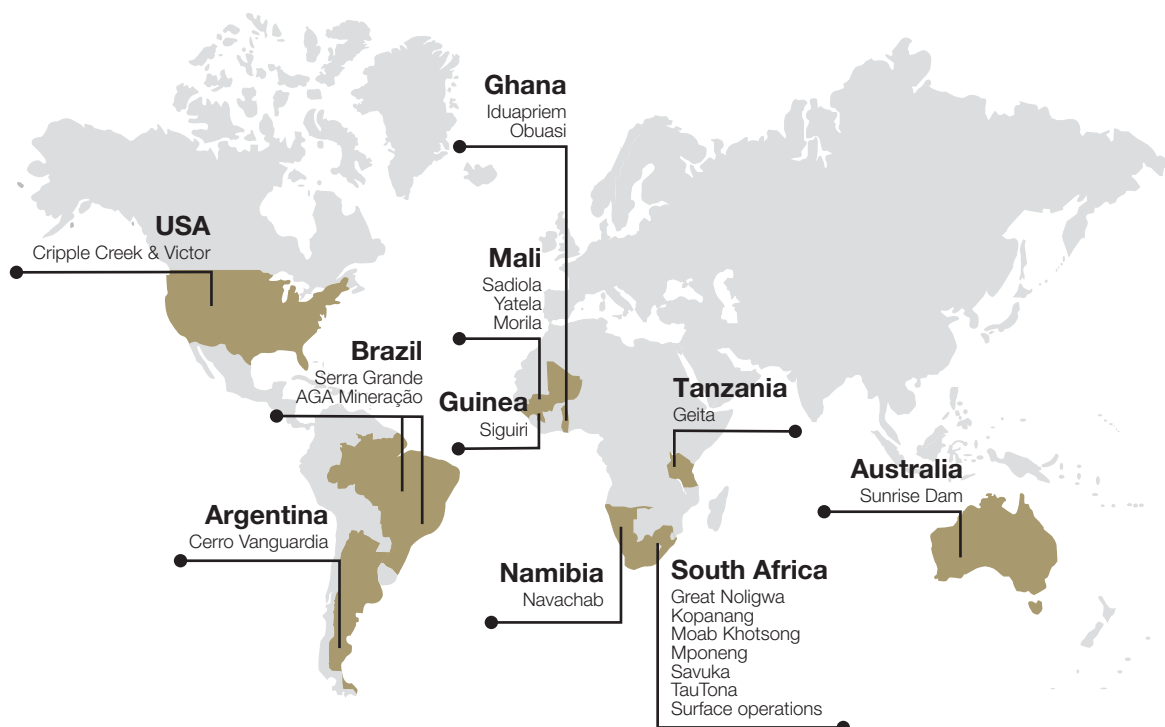 Ghana
Iduapriem
Obuasi
USA
Cripple Creek & Victor
Mali
Sadiola
Yatela
Morila
Brazil
Serra Grande
AGA Mineração
Guinea
Siguiri
Tanzania
Geita
Australia
Sunrise Dam
Argentina
Cerro Vanguardia
Namibia
Navachab
South Africa
Great Noligwa
Kopanang
Moab Khotsong
Mponeng
Savuka
TauTona
Surface operations